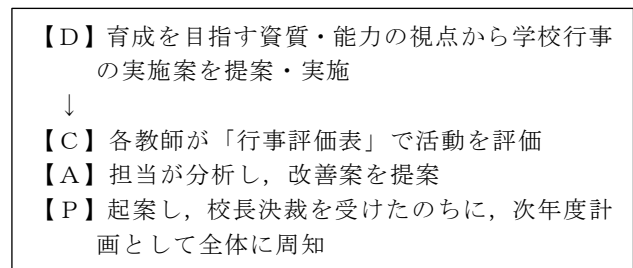 【Ｄ】育成を目指す資質・能力の視点から学校行事
の実施案を提案・実施
↓
【Ｃ】各教師が「行事評価表」で活動を評価
【Ａ】担当が分析し，改善案を提案
【Ｐ】起案し，校長決裁を受けたのちに，次年度計
画として全体に周知